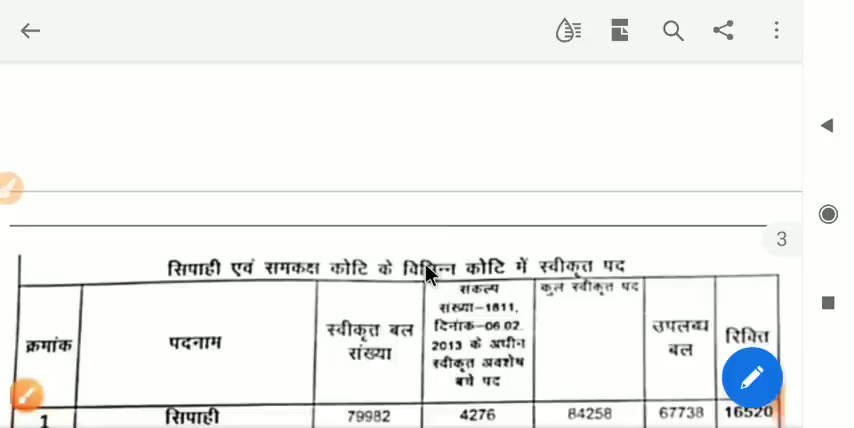 3
सिपाही एवं समकक्ष कोटि के विभिन्न कोटि में स्वीकृत पद
क्रमांक
पदनाम
स्वीकृत बल
संख्या
संकल्प
संख्या-1811,
दिनांक-06.02.
2013 के अधीन
स्वीकृत अवशेष
बचे पद
कुल स्वीकृत पद
उपलब्ध
बल
रिक्ति
1 सिपाही 79982 4276 84258 67738 16520